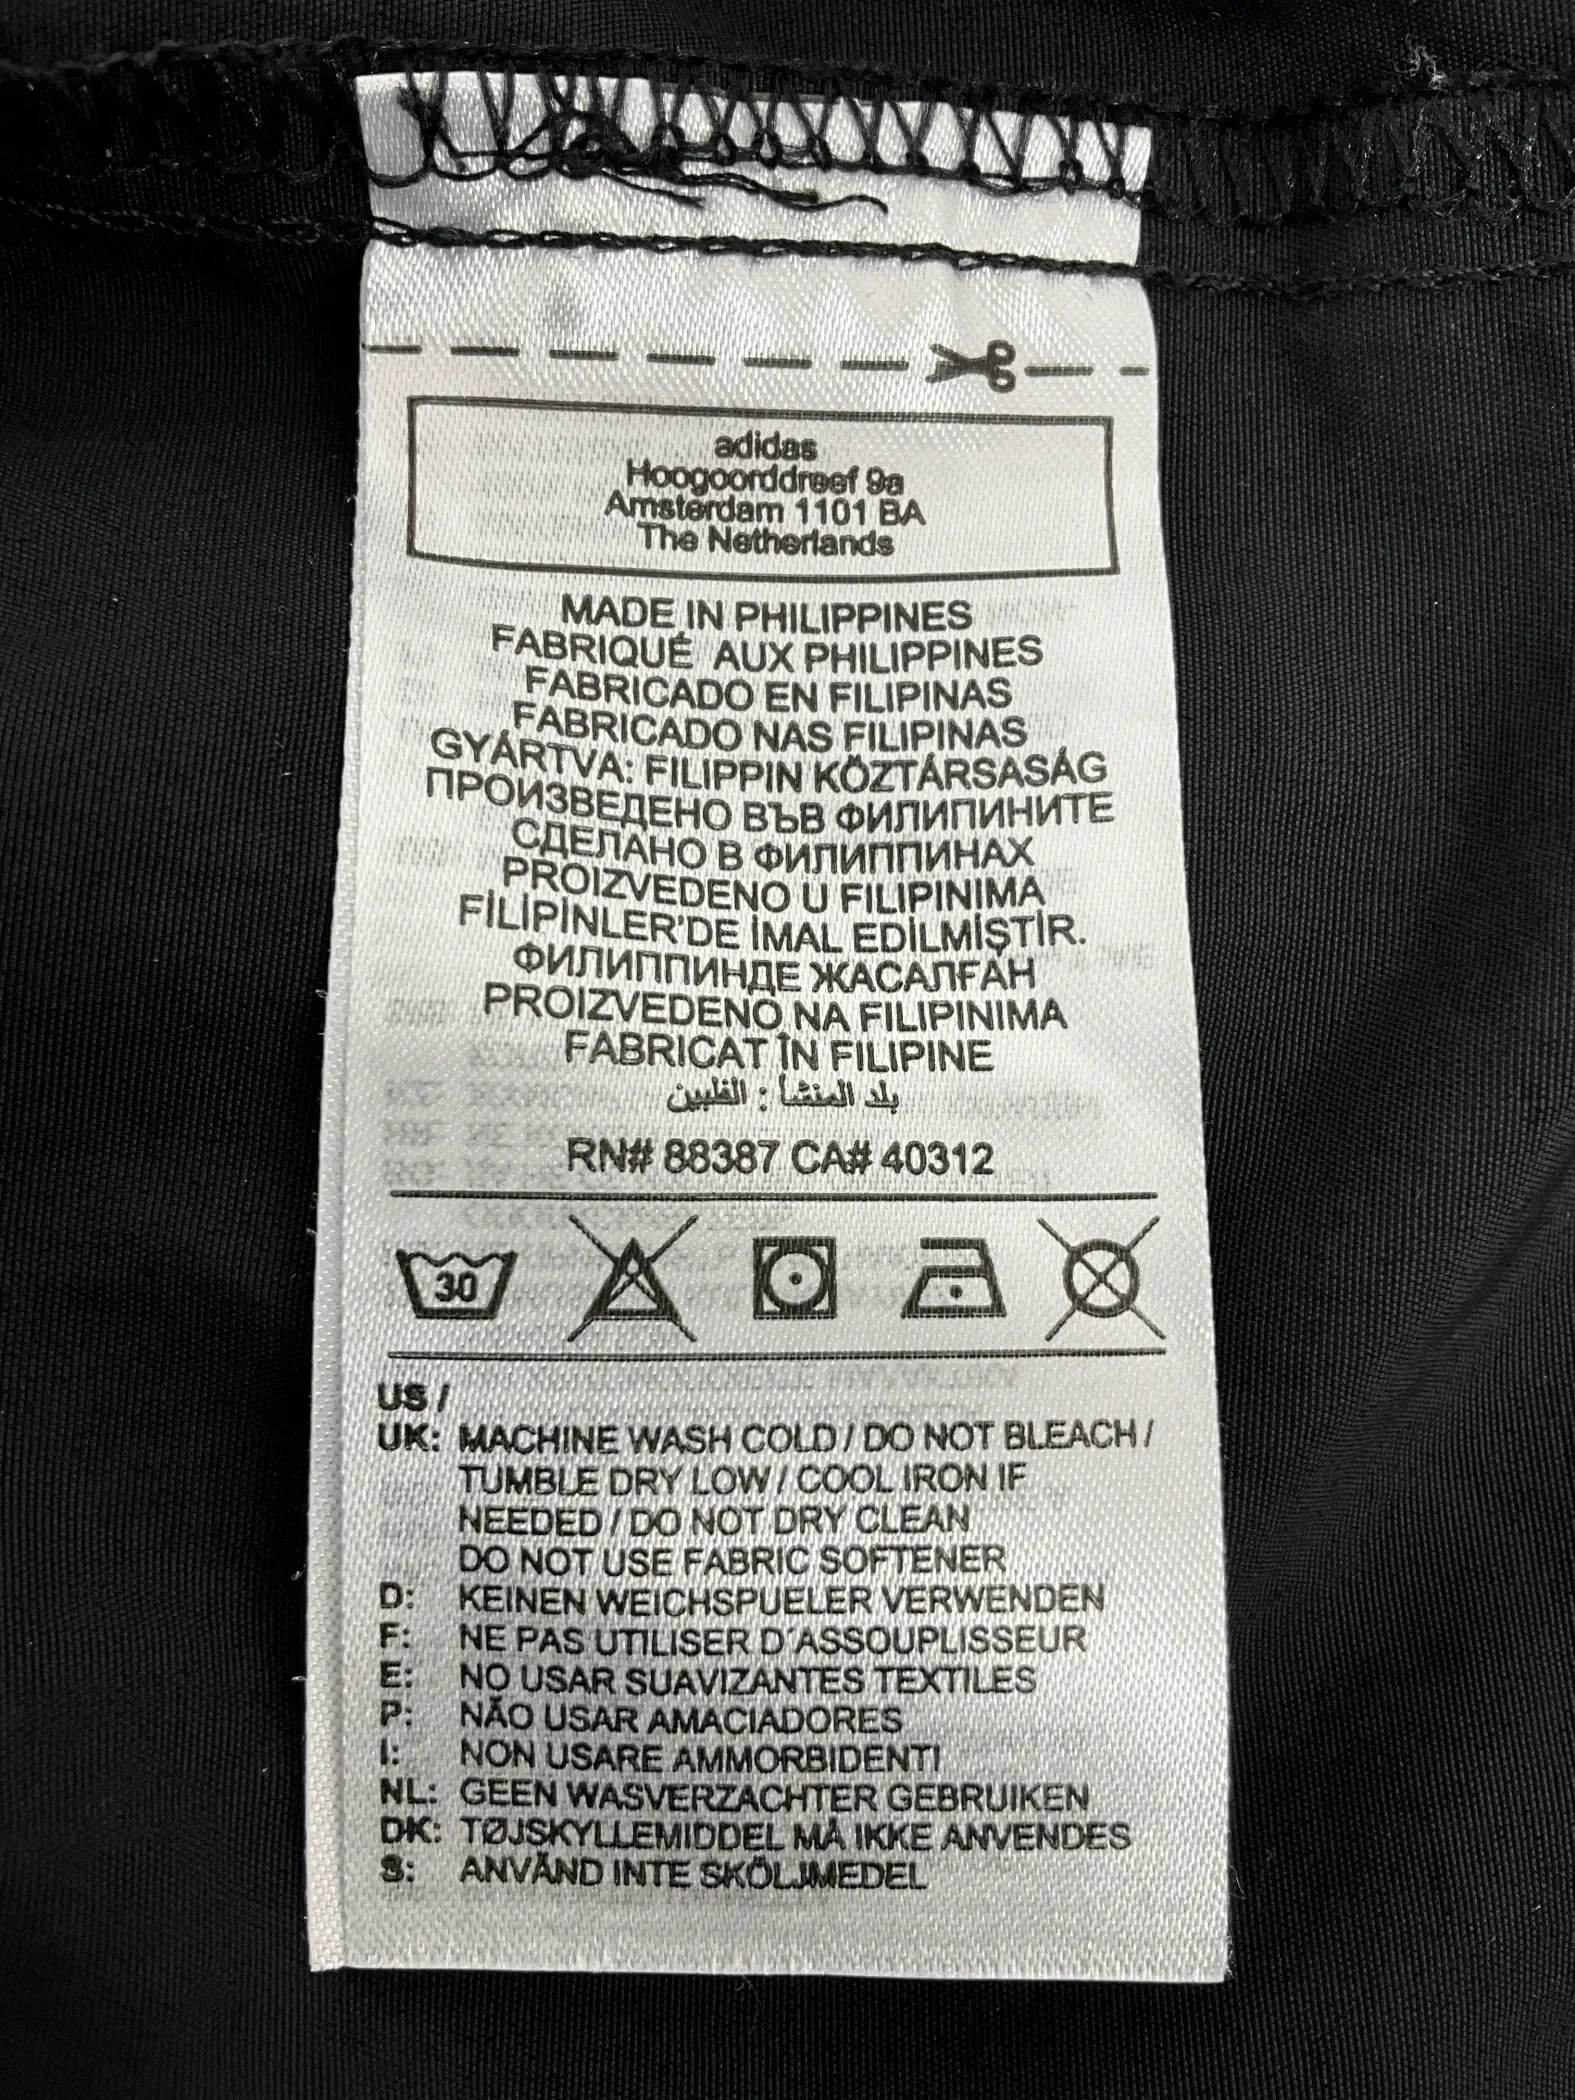 adidas
Hoogoorddreef 9a
Amsterdam 1101 BA
The Netherlands
MADE IN PHILIPPINES
FABRIQUÉ AUX PHILIPPINES
FABRICADO EN FILIPINAS
FABRICADO NAS FILIPINAS
GYÁRTVA: FILIPPIN KÖZTÁRSASÁG
ПРОИЗВЕДЕНО ВЪВ ФИЛИПИНИТЕ
СДЕЛАНО В ФИЛИППИНАХ
PROIZVEDENO U FILIPINIMA
FİLİPİNLER'DE İMAL EDİLMİŞTİR.
ФИЛИППИНДЕ ЖАСАЛҒАН
PROIZVEDENO NA FILIPINIMA
FABRICAT ÎN FILIPINE
بلد المنشأ : الفلبين
RN# 88387 CA# 40312
30
US /
UK: MACHINE WASH COLD / DO NOT BLEACH /
TUMBLE DRY LOW / COOL IRON IF
NEEDED / DO NOT DRY CLEAN
DO NOT USE FABRIC SOFTENER
D: KEINEN WEICHSPUELER VERWENDEN
F: NE PAS UTILISER D´ASSOUPLISSEUR
E: NO USAR SUAVIZANTES TEXTILES
P: NÃO USAR AMACIADORES
I: NON USARE AMMORBIDENTI
NL: GEEN WASVERZACHTER GEBRUIKEN
DK: TØJSKYLLEMIDDEL MÅ IKKE ANVENDES
S: ANVÄND INTE SKÖLJMEDEL